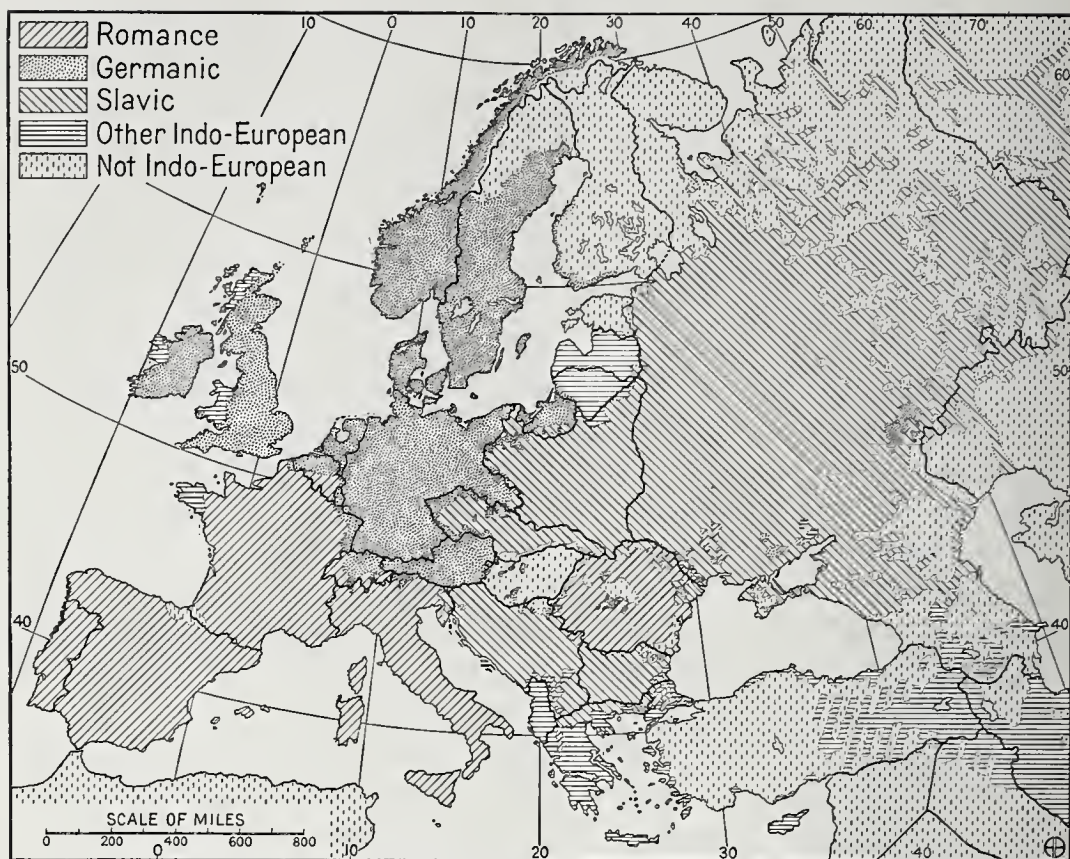 10 0 10 20 30 40 50 60 70
Romance
Germanic
Slavic
Other Indo-European
Not Indo-European
60
50
50
40
40
SCALE OF MILES
0 200 400 600 800
0 10 20 30 40